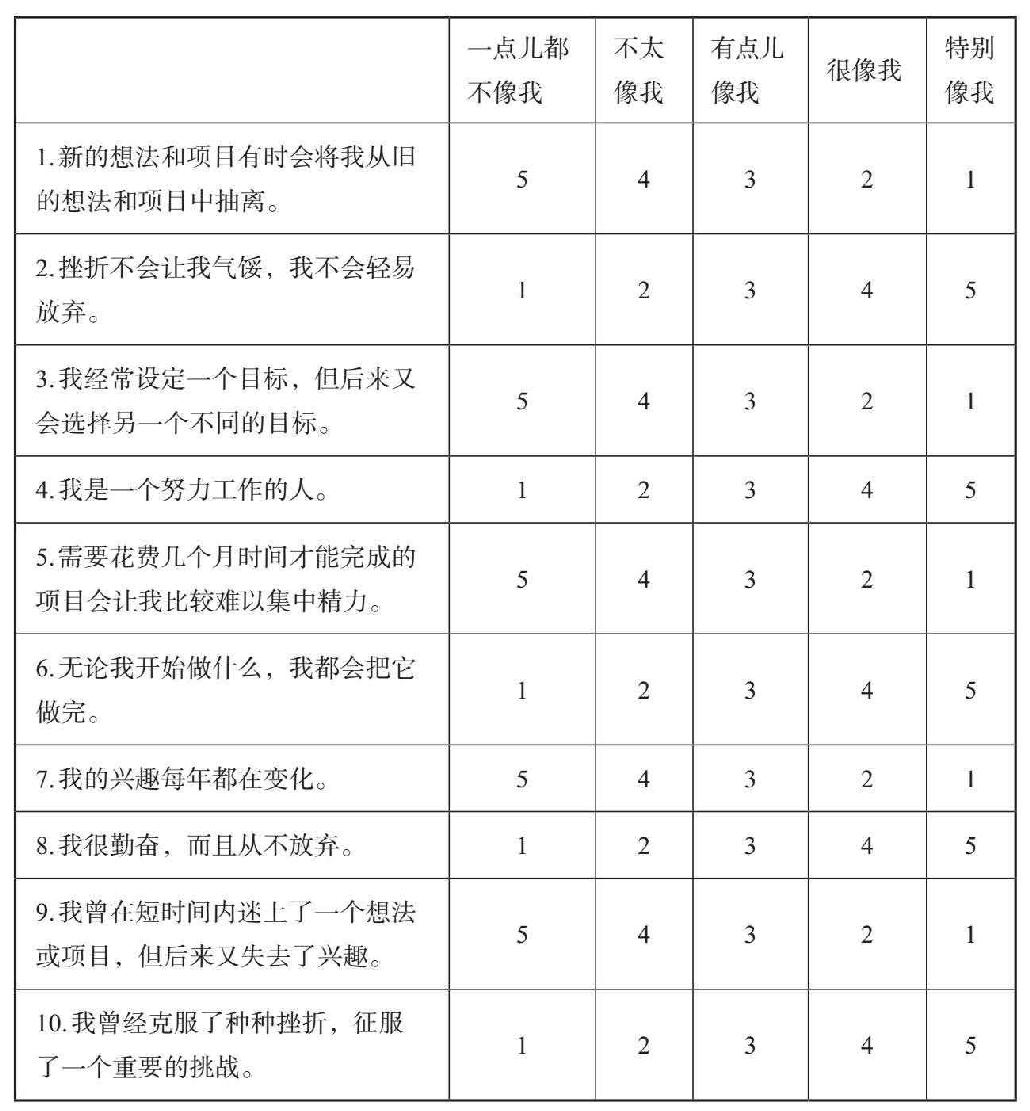 一点儿都 不太 有点儿 很像我 特别
不像我 像我 像我 像我
1.新的想法和项目有时会将我从旧
的想法和项日中抽离。
5 4 3 2 1
2.挫折不会让我气馁，我不会轻易
放弃。
1 2 3 4 5
3.我经常设定一个目标，但后来又
会选择另一个不同的目标。
5 4 3 2 1
4.我是一个努力工作的人。 1 2 3 4 5
5.需要花费几个月时间才能完成的
项目会让我比较难以集中精力。
5 4 3 2 1
6.无论我开始做什么，我都会把它
做完。
1 2 3 4 5
7.我的兴趣每年都在变化。 5 4 3 2 1
8.我很勤奋，而且从不放弃。 1 2 3 4 5
9.我曾在短时间内迷上了一个想法
或项目，但后来又失去了兴趣。
5 4 3 2 1
10.我曾经克服了种种挫折，征服
了一个重要的挑战。
1 2 3 4 5